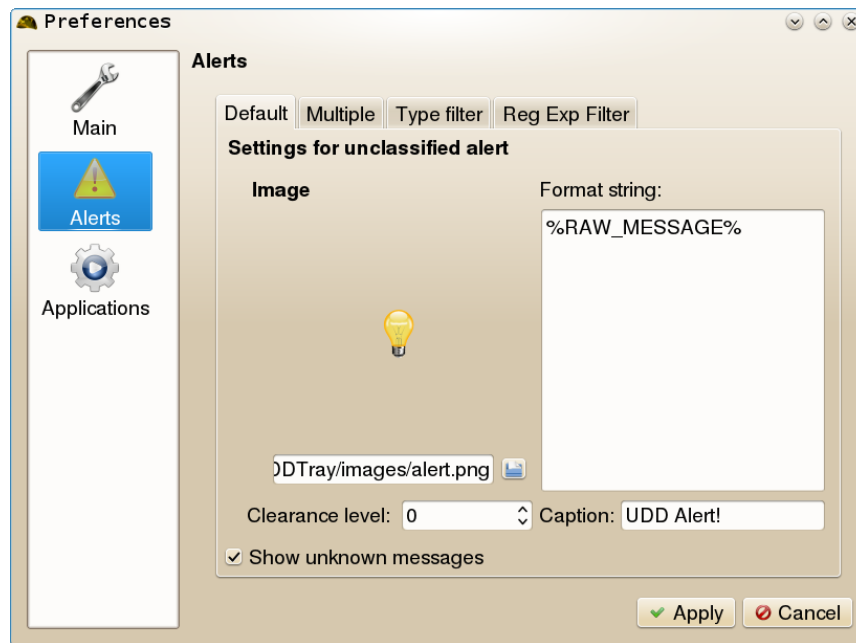 Preferences
Alerts
Main
Alerts
Applications
Default Multiple Type filter Reg Exp Filter
Settings for unclassified alert
Image
Format string:
%RAW_MESSAGE%
DDTray/images/alert.png
Clearance level: 0 Caption: UDD Alert!
Show unknown messages
Apply Cancel